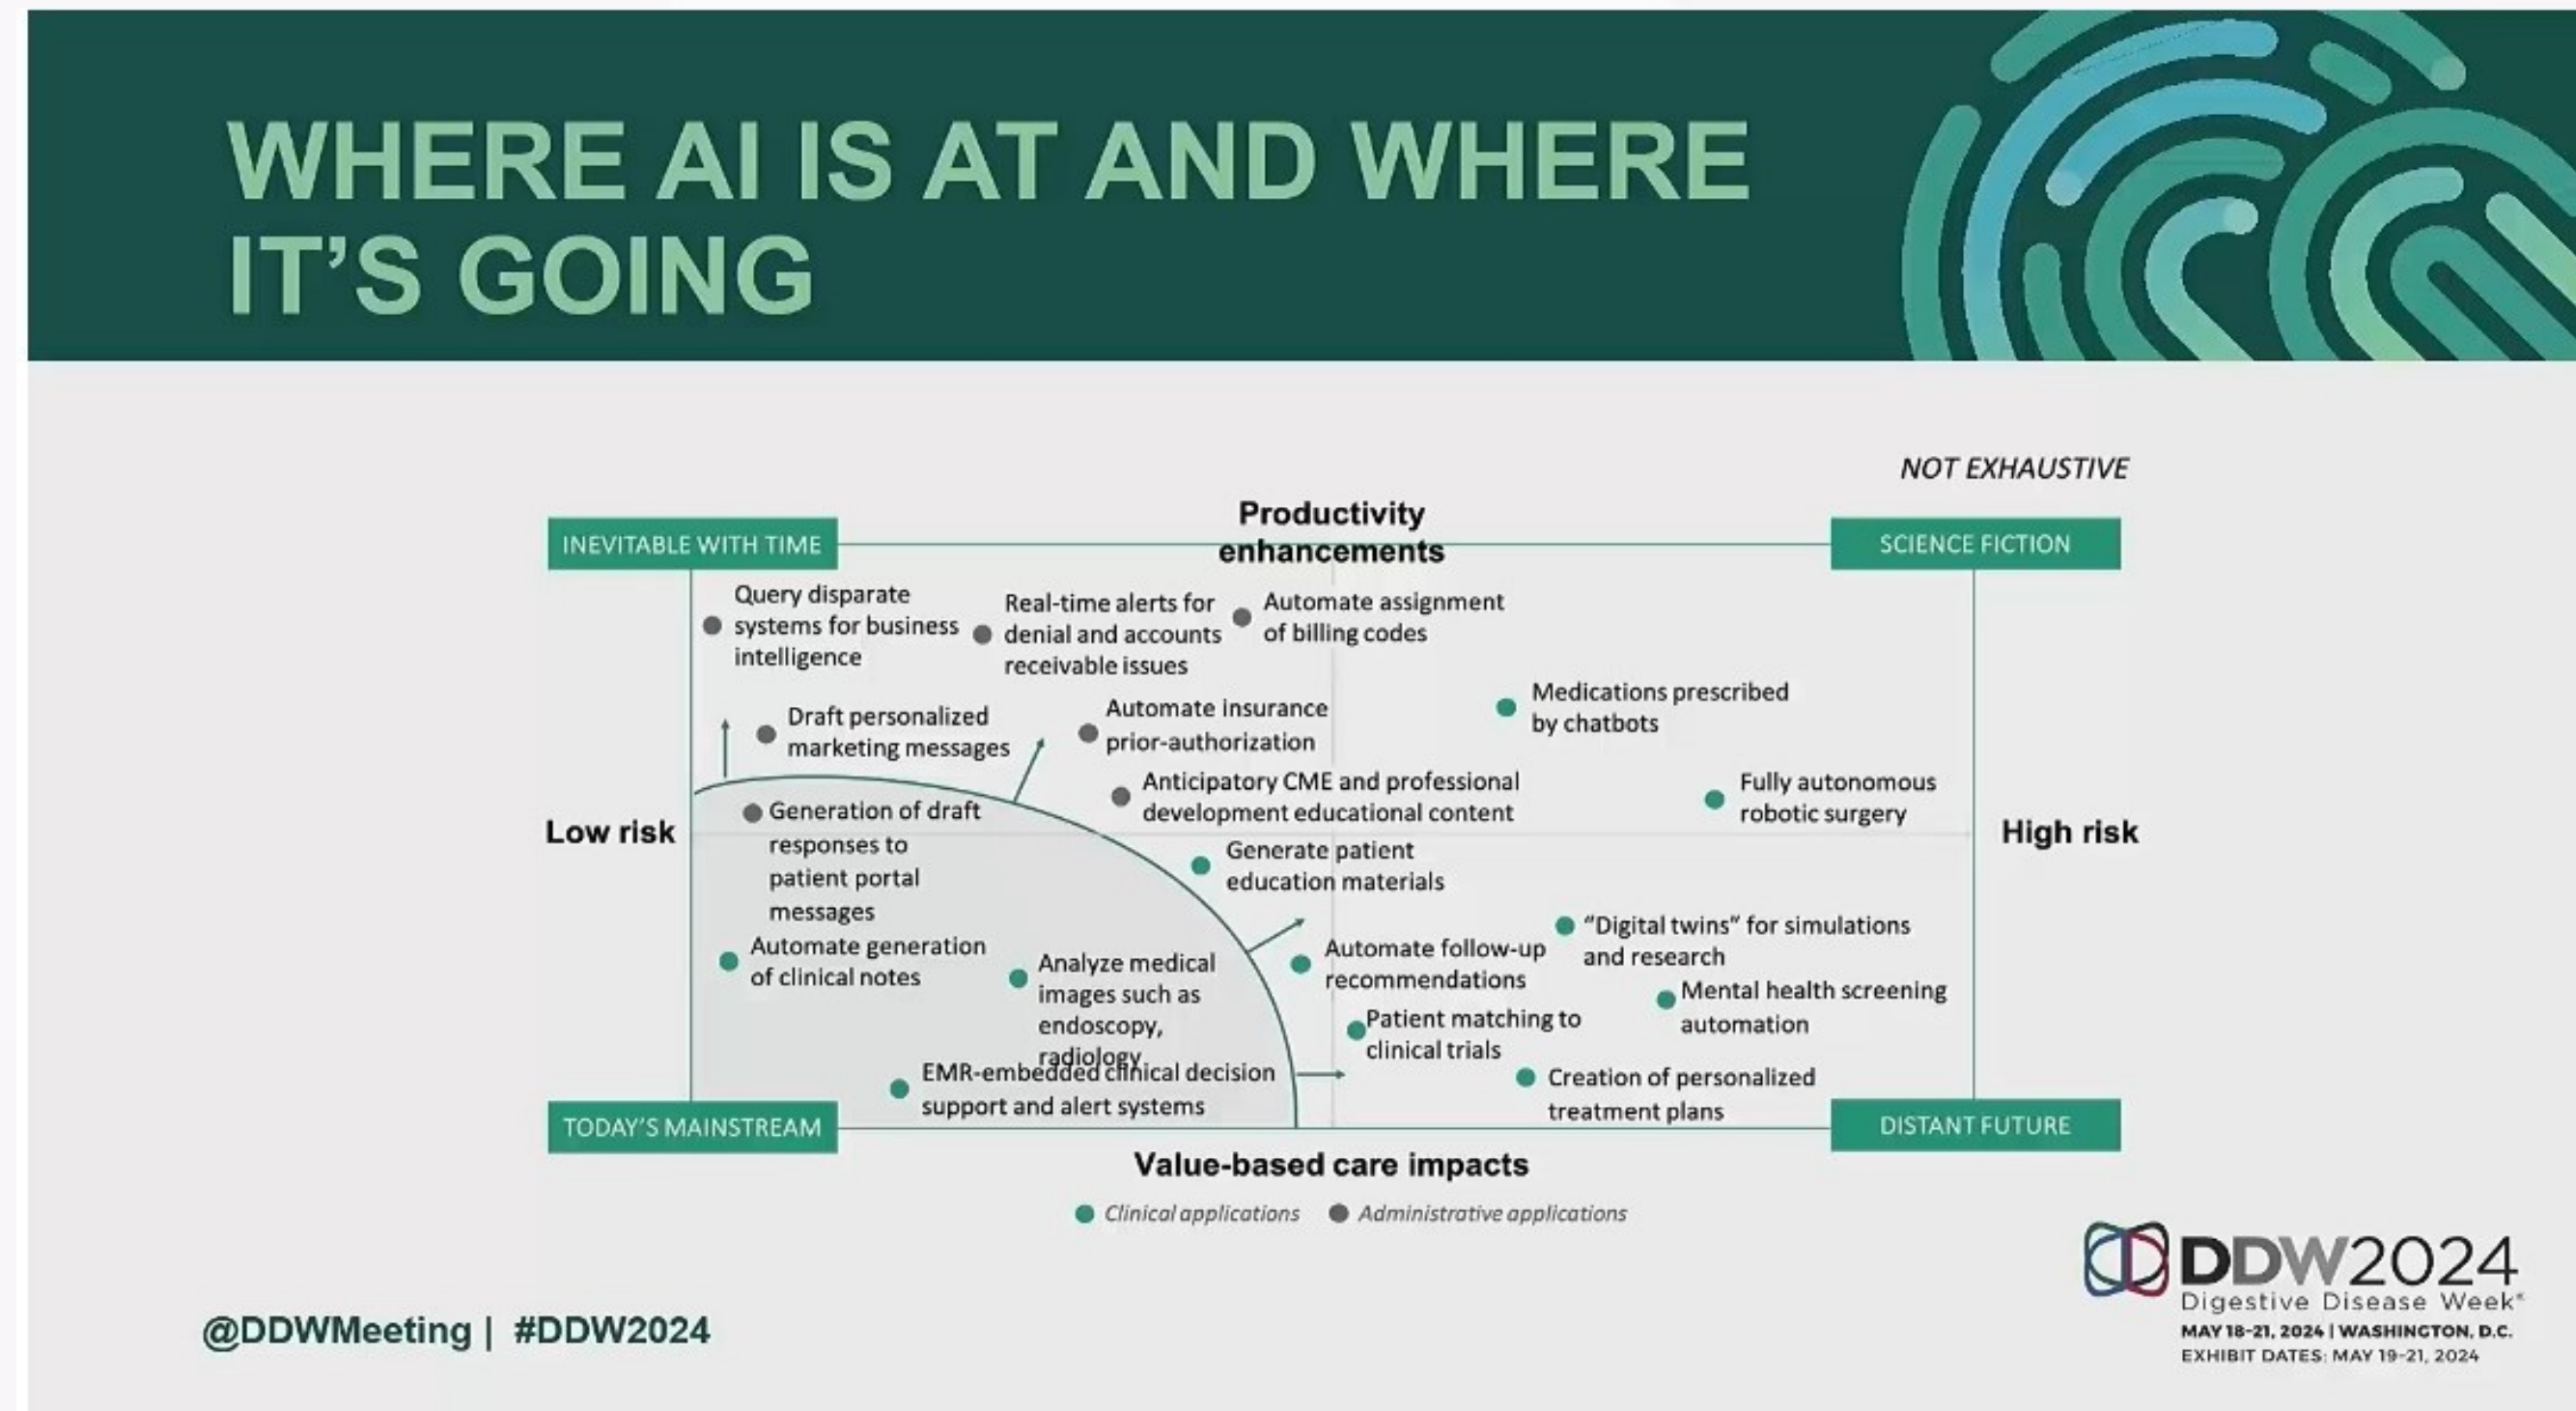 WHERE AI IS AT AND WHERE
IT’S GOING
NOT EXHAUSTIVE
Productivity
enhancements
INEVITABLE WITH TIME
SCIENCE FICTION
Query disparate
systems for business
intelligence
Real-time alerts for
denial and accounts
receivable issues
Automate assignment
of billing codes
Draft personalized
marketing messages
Automate insurance
prior-authorization
Medications prescribed
by chatbots
Anticipatory CME and professional
development educational content
Fully autonomous
robotic surgery
Low risk
High risk
Generation of draft
responses to
patient portal
messages
Generate patient
education materials
Automate generation
of clinical notes
Analyze medical
images such as
endoscopy,
radiology
Automate follow-up
recommendations
“Digital twins” for simulations
and research
Mental health screening
automation
Patient matching to
clinical trials
EMR-embedded clinical decision
support and alert systems
Creation of personalized
treatment plans
TODAY’S MAINSTREAM
DISTANT FUTURE
Value-based care impacts
Clinical applications
Administrative applications
@DDWMeeting | #DDW2024
DDW2024
Digestive Disease Week®
MAY 18-21, 2024 | WASHINGTON, D.C.
EXHIBIT DATES: MAY 19-21, 2024